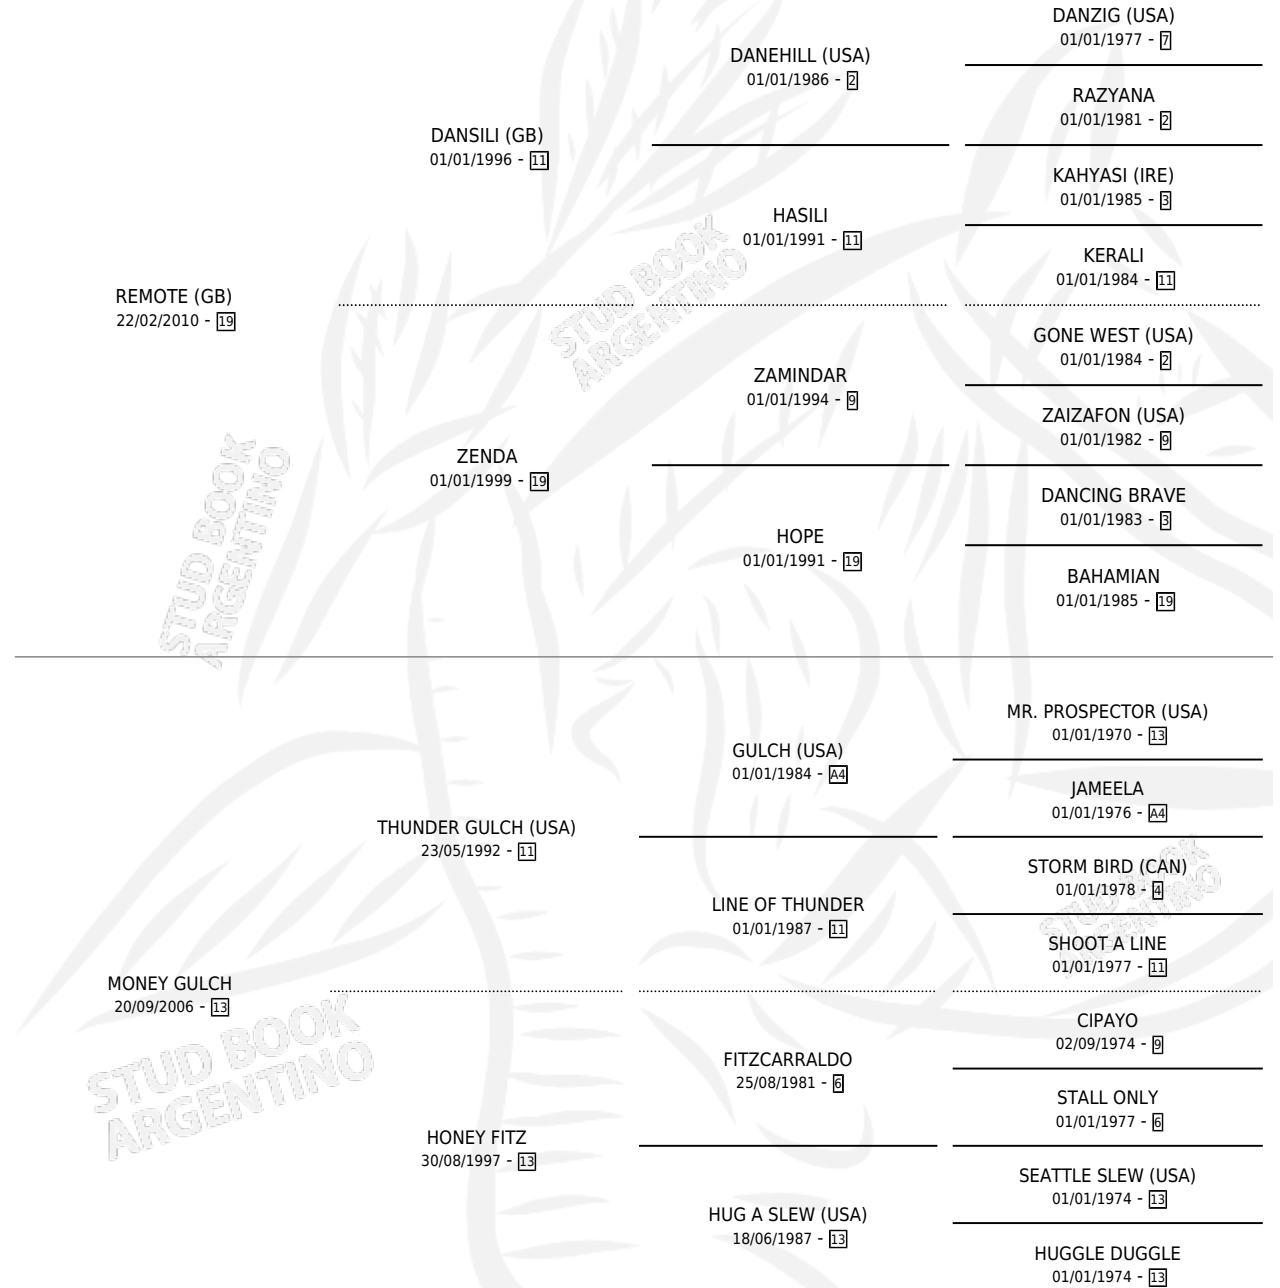 DANZIG (USA)
01/01/1977 - 7
DANEHILL (USA)
01/01/1986 - 2
RAZYANA
01/01/1981 - 2
DANSILI (GB)
01/01/1996 - 11
KAHYASI (IRE)
01/01/1985 - 3
HASILI
01/01/1991 - 11
KERALI
01/01/1984 - 11
REMOTE (GB)
22/02/2010 - 19
STUD BOOK
ARGENTINO
GONE WEST (USA)
01/01/1984 - 2
ZAMINDAR
01/01/1994 - 9
ZAIZAFON (USA)
01/01/1982 - 9
ZENDA
01/01/1999 - 19
DANCING BRAVE
01/01/1983 - 3
HOPE
01/01/1991 - 19
BAHAMIAN
01/01/1985 - 19
STUD BOOK
ARGENTINO
MR. PROSPECTOR (USA)
01/01/1970 - 13
GULCH (USA)
01/01/1984 - A4
JAMEELA
01/01/1976 - A4
THUNDER GULCH (USA)
23/05/1992 - 11
STORM BIRD (CAN)
01/01/1978 - 4
LINE OF THUNDER
01/01/1987 - 11
SHOOT A LINE
01/01/1977 - 11
STUD BOOK
ARGENTINO
MONEY GULCH
20/09/2006 - 13
CIPAYO
02/09/1974 - 9
FITZCARRALDO
25/08/1981 - 6
STALL ONLY
01/01/1977 - 6
STUD BOOK
ARGENTINO
HONEY FITZ
30/08/1997 - 13
SEATTLE SLEW (USA)
01/01/1974 - 13
HUG A SLEW (USA)
18/06/1987 - 13
HUGGLE DUGGLE
01/01/1974 - 13